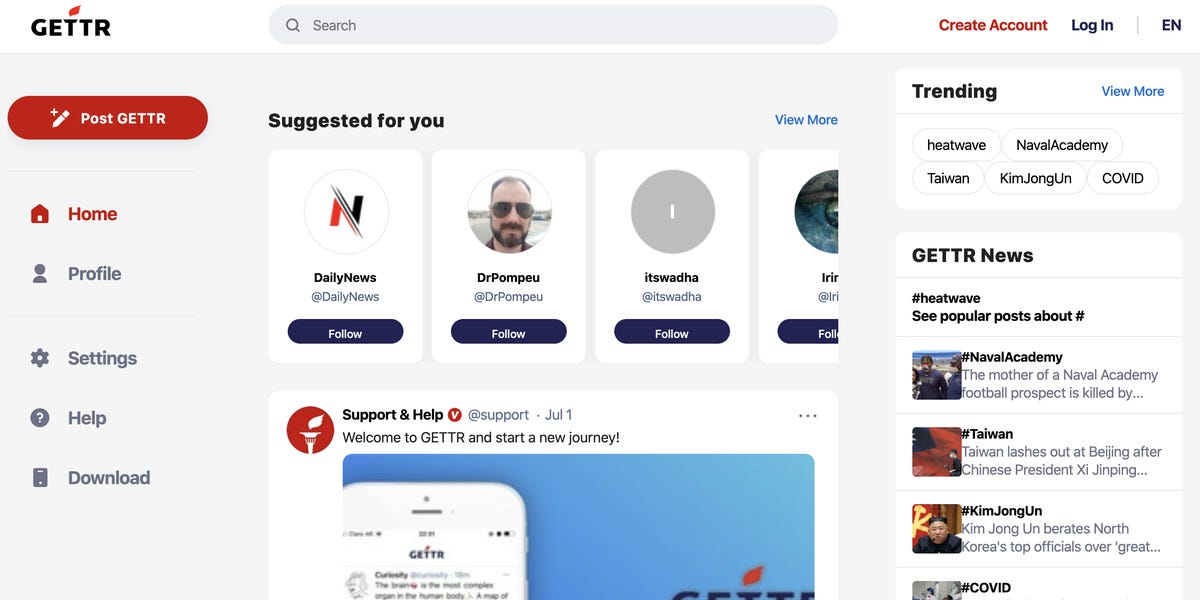 GETTR
Search
Create Account
Log In
EN
Post GETTR
Home
Profile
Settings
Help
Download
Suggested for you
View More
N
I
DailyNews
@DailyNews
Follow
DrPompeu
@DrPompeu
Follow
itswadha
@itswadha
Follow
Irin
@Iri
Foll
Support & Help V @support · Jul 1
Welcome to GETTR and start a new journey!
22:31
GETTR
Curiosity @curiosity · 18m
The brain is the most complex
organ in the human body. A map of
GETTR
Trending
View More
heatwave
NavalAcademy
Taiwan
KimJongUn
COVID
GETTR News
#heatwave
See popular posts about #
#NavalAcademy
The mother of a Naval Academy
football prospect is killed by...
#Taiwan
Taiwan lashes out at Beijing after
Chinese President Xi Jinping...
#KimJongUn
Kim Jong Un berates North
Korea's top officials over 'great...
#COVID